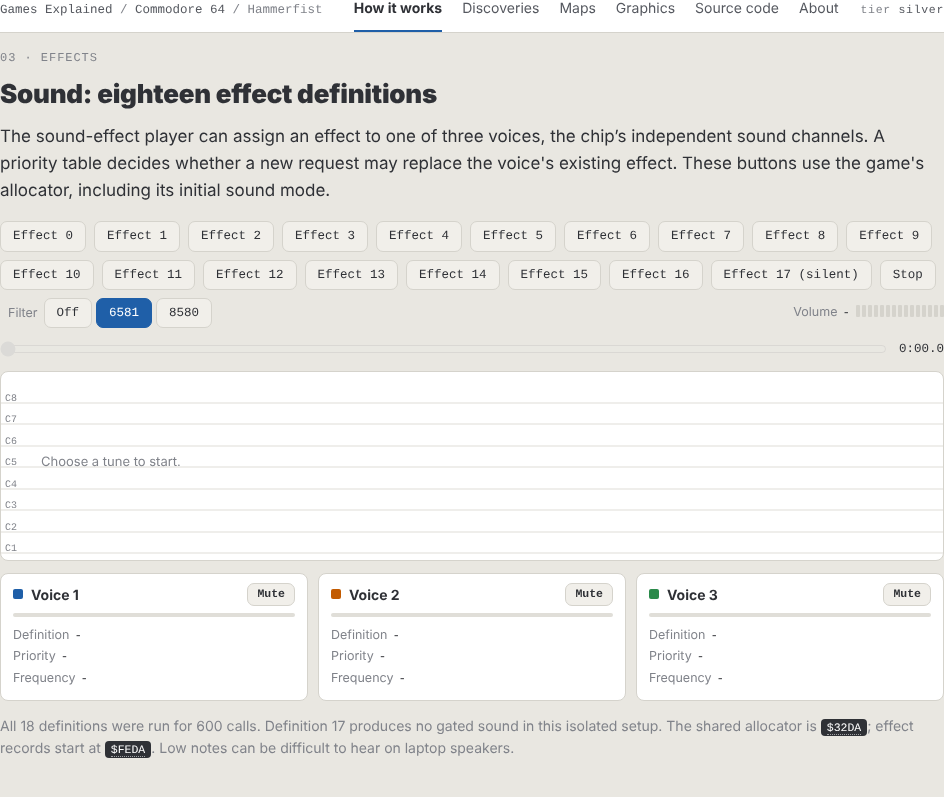 Games Explained / Commodore 64 / Hammerfist How it works Discoveries Maps Graphics Source code About tier silver
03 · EFFECTS
Sound: eighteen effect definitions
The sound-effect player can assign an effect to one of three voices, the chip’s independent sound channels. A
priority table decides whether a new request may replace the voice's existing effect. These buttons use the game's
allocator, including its initial sound mode.
Effect 0 Effect 1 Effect 2 Effect 3 Effect 4 Effect 5 Effect 6 Effect 7 Effect 8 Effect 9
Effect 10 Effect 11 Effect 12 Effect 13 Effect 14 Effect 15 Effect 16 Effect 17 (silent) Stop
Filter Off 6581 8580 Volume -
0:00.0
C8
C7
C6
C5 Choose a tune to start.
C4
C3
C2
C1
Voice 1 Mute Voice 2 Mute Voice 3 Mute
Definition - Definition - Definition -
Priority - Priority - Priority -
Frequency - Frequency - Frequency -
All 18 definitions were run for 600 calls. Definition 17 produces no gated sound in this isolated setup. The shared allocator is $32DA; effect
records start at $FEDA. Low notes can be difficult to hear on laptop speakers.